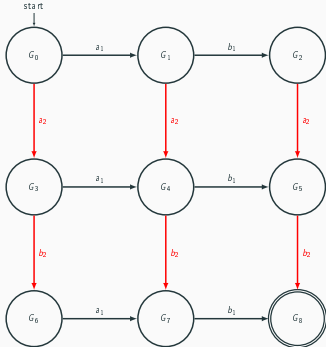 start
G0 a1 G1 b1 G2
a2 a2 a2
G3 a1 G4 b1 G5
b2 b2 b2
G6 a1 G7 b1 G8